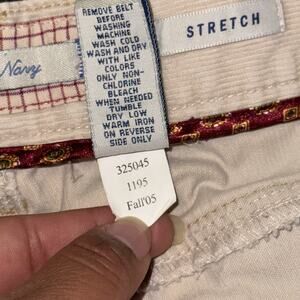 Navy
STRETCH
REMOVE BELT
BEFORE
WASHING
MACHINE
WASH COLD
WASH AND DRY
WITH LIKE
COLORS
ONLY NON-
CHLORINE
BLEACH
WHEN NEEDED
TUMBLE
DRY LOW
WARM IRON
ON REVERSE
SIDE ONLY
325045
1195
Fall'05